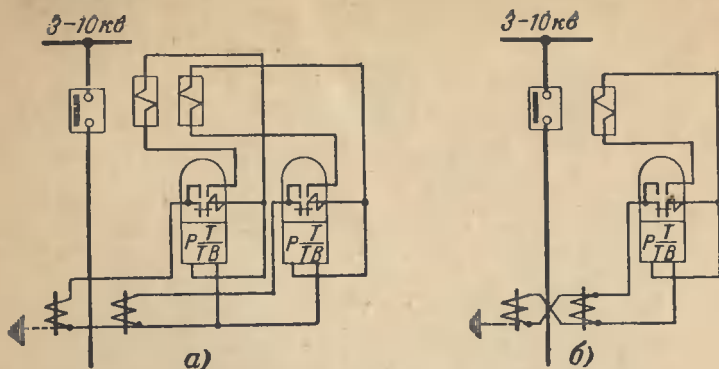 3-10кв
Р Т/ТВ
Р Т/ТВ
а)
3-10кв
Р Т/ТВ
б)